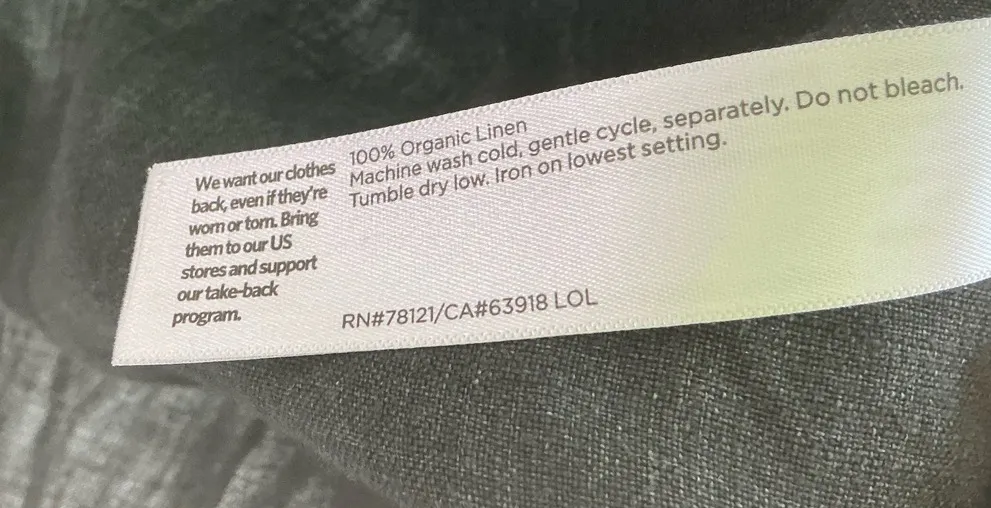 We want our clothes
back, even if they're
worn or torn. Bring
them to our US
stores and support
our take-back
program.
100% Organic Linen
Machine wash cold, gentle cycle, separately. Do not bleach.
Tumble dry low. Iron on lowest setting.
RN#78121/CA#63918 LOL